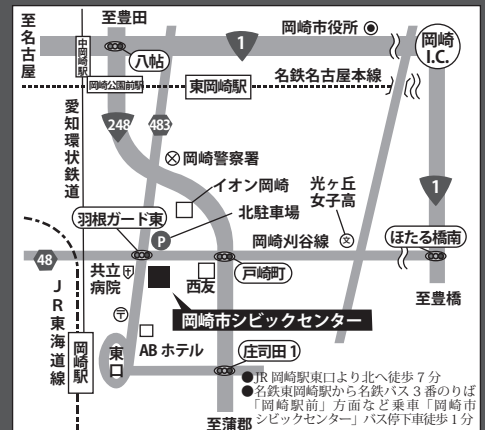 至名古屋
至豊田
岡崎市役所
岡崎
I.C.
中岡崎駅
八帖
1
岡崎公園前駅
東岡崎駅
名鉄名古屋本線
愛知環状鉄道
248
483
岡崎警察署
イオン岡崎
光ヶ丘
女子高
1
羽根ガード東
P
北駐車場
岡崎刈谷線
文
ほたる橋南
48
共立
病院
西友
戸崎町
至豊橋
岡崎市シビックセンター
JR東海道線
岡崎駅
東口
ABホテル
庄司田1
至蒲郡
●JR岡崎駅東口より北へ徒歩7分
●名鉄東岡崎駅から名鉄バス3番のりば
「岡崎駅前」方面など乗車「岡崎市
シビックセンター」バス停下車徒歩1分